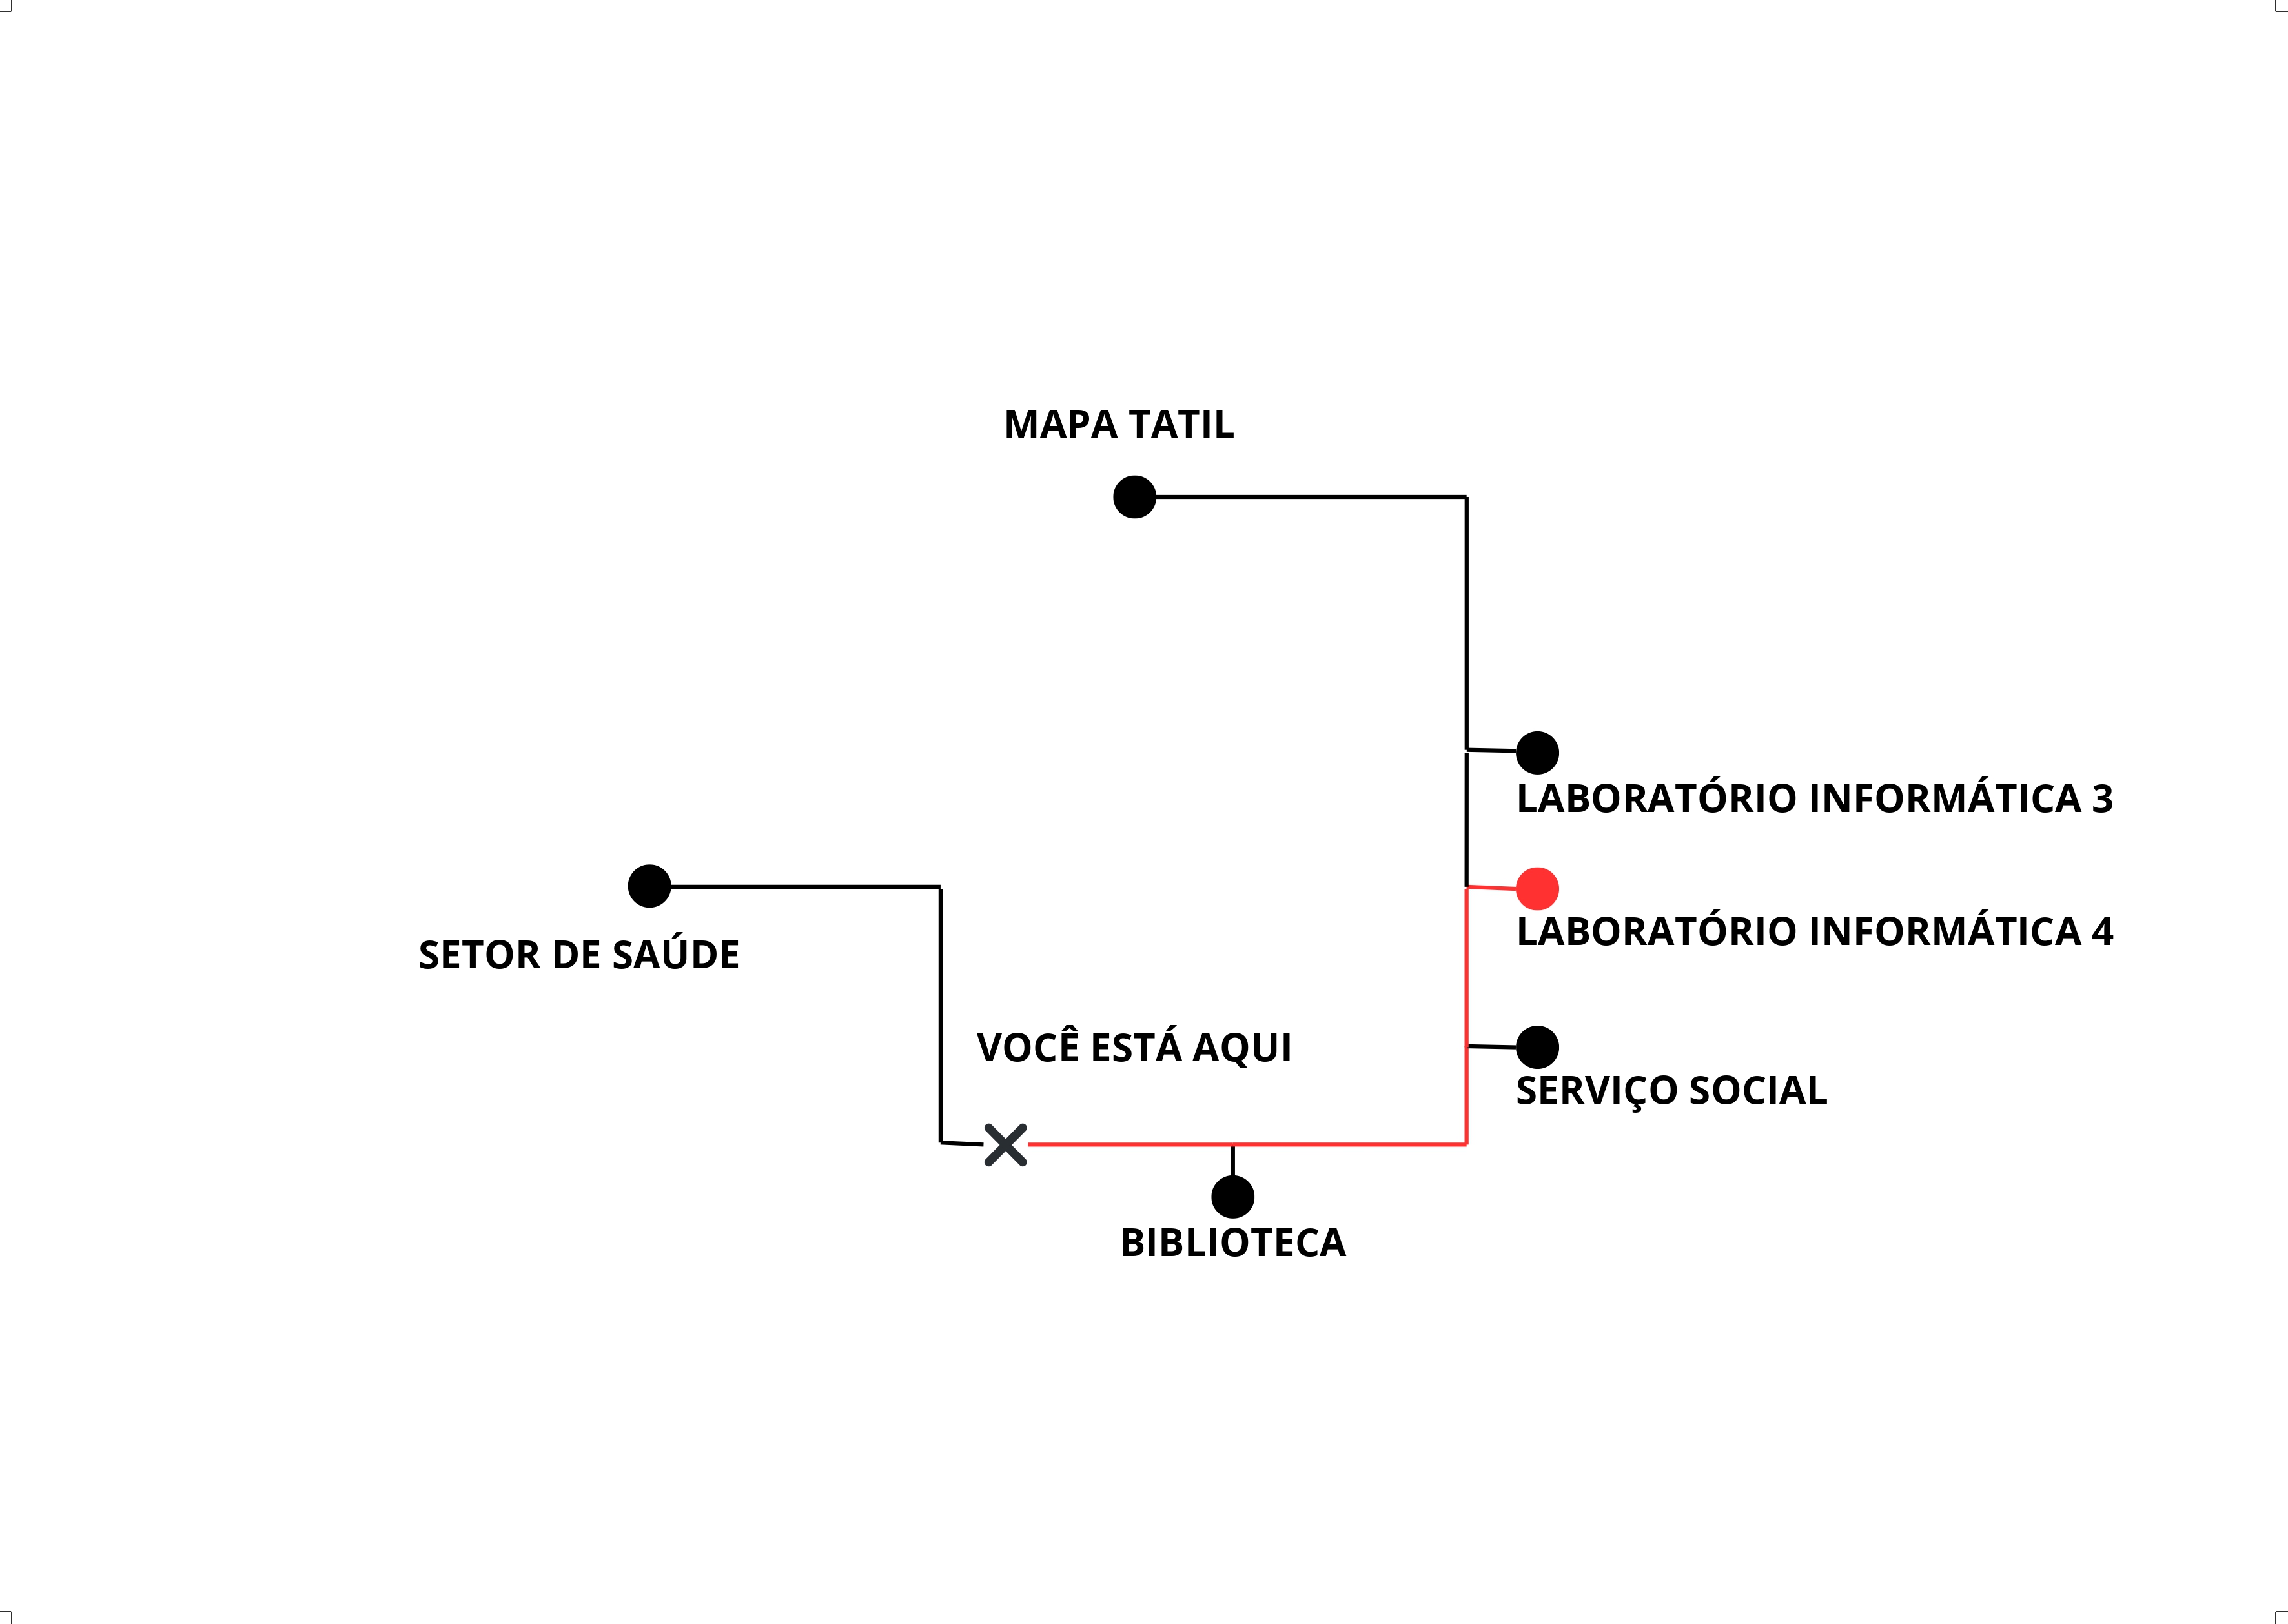 MAPA TATIL
LABORATÓRIO INFORMÁTICA 3
LABORATÓRIO INFORMÁTICA 4
SETOR DE SAÚDE
VOCÊ ESTÁ AQUI
SERVIÇO SOCIAL
BIBLIOTECA